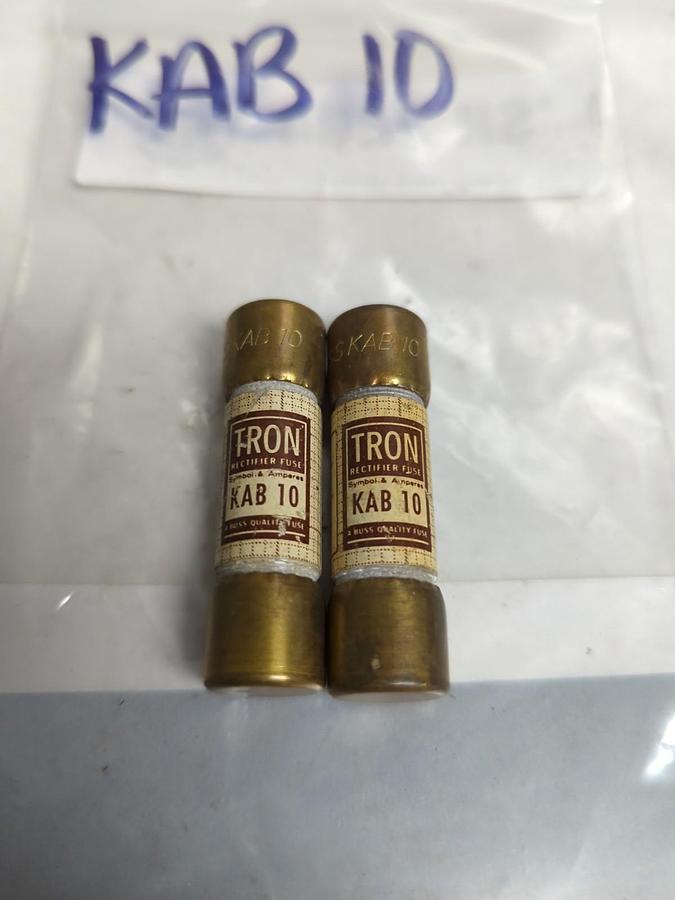 KAB 10
KAB 10
TRON
RECTIFIER FUSE
Symbol & Amperes
KAB 10
A BUSS QUALITY FUSE
S KAB 10
TRON
RECTIFIER FUSE
Symbol & Amperes
KAB 10
A BUSS QUALITY FUSE